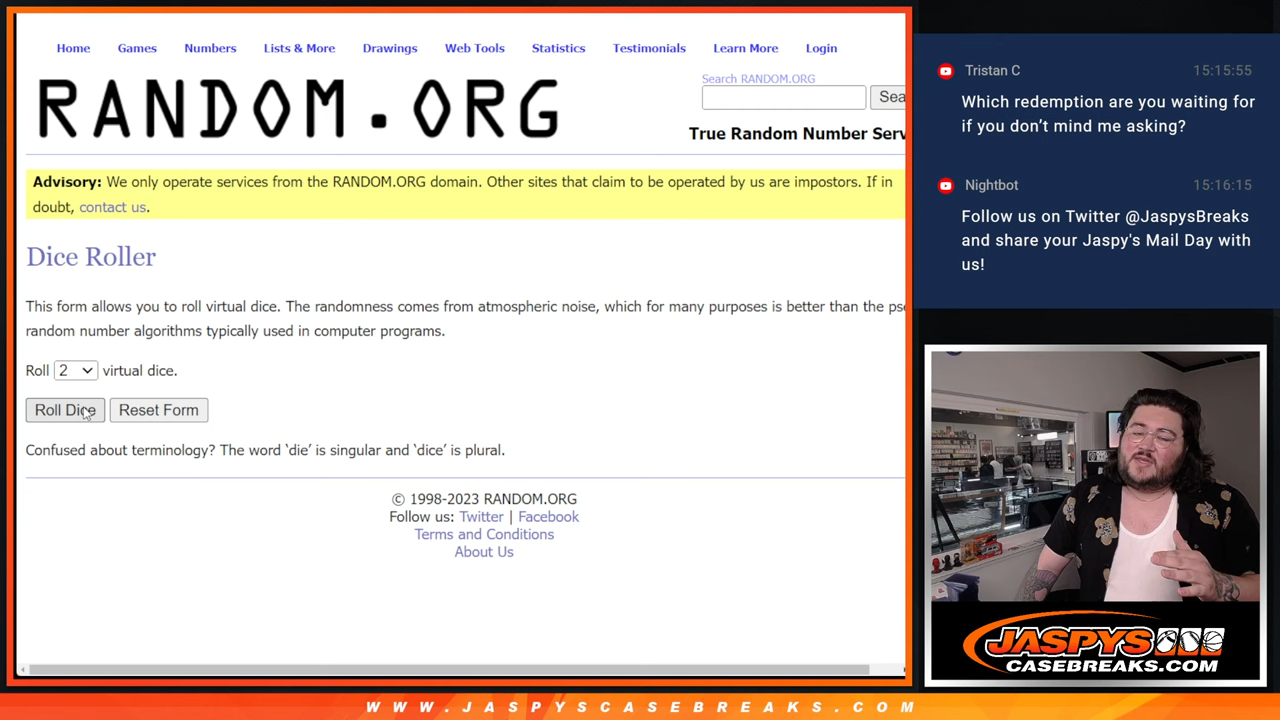 Home Games Numbers Lists & More Drawings Web Tools Statistics Testimonials Learn More Login
RANDOM.ORG
Search RANDOM.ORG
Sea
True Random Number Serv
Advisory: We only operate services from the RANDOM.ORG domain. Other sites that claim to be operated by us are impostors. If in
doubt, contact us.
Dice Roller
This form allows you to roll virtual dice. The randomness comes from atmospheric noise, which for many purposes is better than the pse
random number algorithms typically used in computer programs.
Roll 2 virtual dice.
Roll Dice Reset Form
Confused about terminology? The word ‘die’ is singular and ‘dice’ is plural.
© 1998-2023 RANDOM.ORG
Follow us: Twitter | Facebook
Terms and Conditions
About Us
Tristan C 15:15:55
Which redemption are you waiting for
if you don’t mind me asking?
Nightbot 15:16:15
Follow us on Twitter @JaspysBreaks
and share your Jaspy's Mail Day with
us!
JASPYS
CASEBREAKS.COM
WWW.JASPYSCASEBREAKS.COM